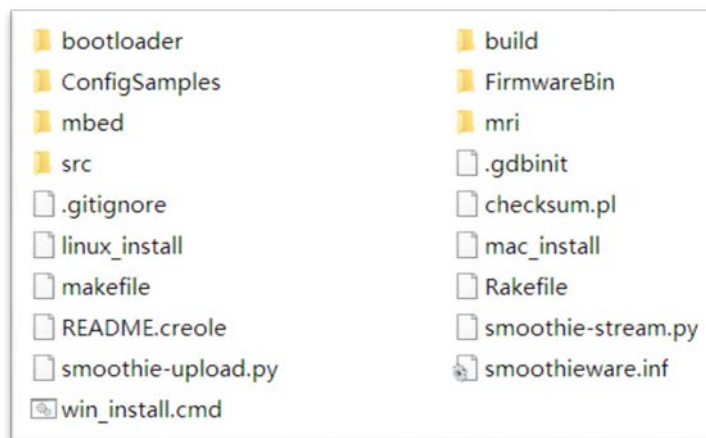 bootloader build
ConfigSamples FirmwareBin
mbed mri
src .gdbinit
.gitignore checksum.pl
linux_install mac_install
makefile Rakefile
README.creole smoothie-stream.py
smoothie-upload.py smoothieware.inf
win_install.cmd